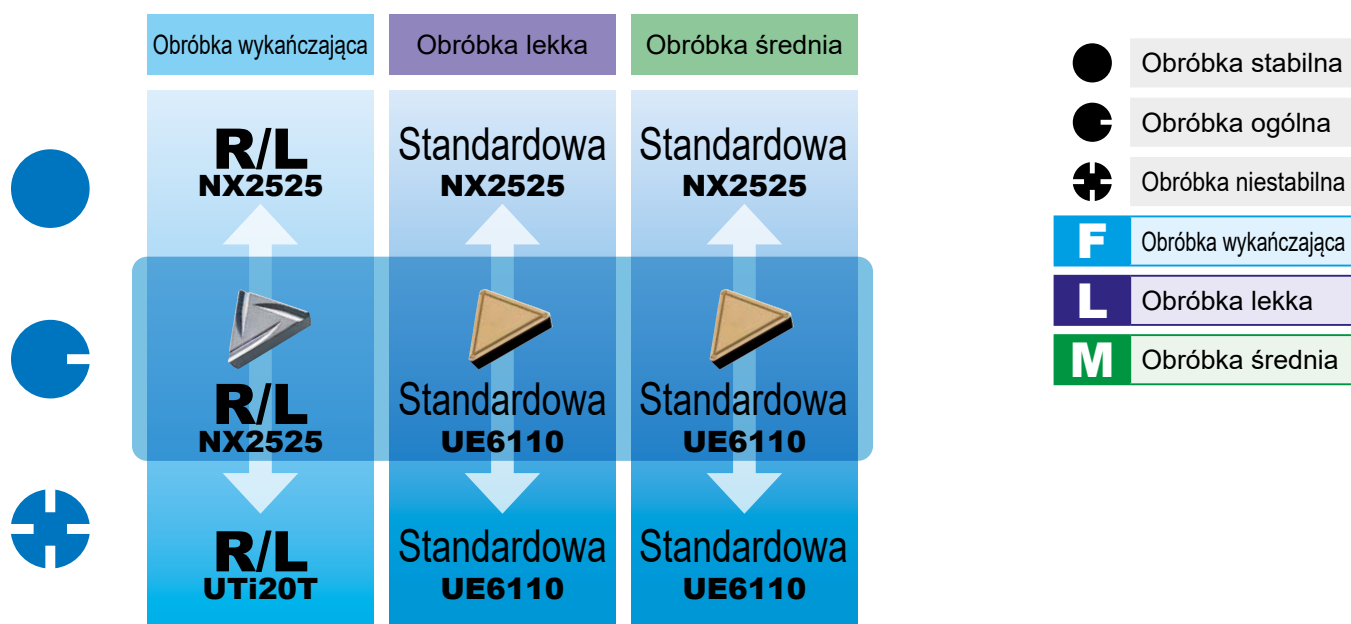 Obróbka wykańczająca
Obróbka lekka
Obróbka średnia
R/L
NX2525
Standardowa
NX2525
Standardowa
NX2525
R/L
NX2525
Standardowa
UE6110
Standardowa
UE6110
R/L
UTi20T
Standardowa
UE6110
Standardowa
UE6110
Obróbka stabilna
Obróbka ogólna
Obróbka niestabilna
F Obróbka wykańczająca
L Obróbka lekka
M Obróbka średnia